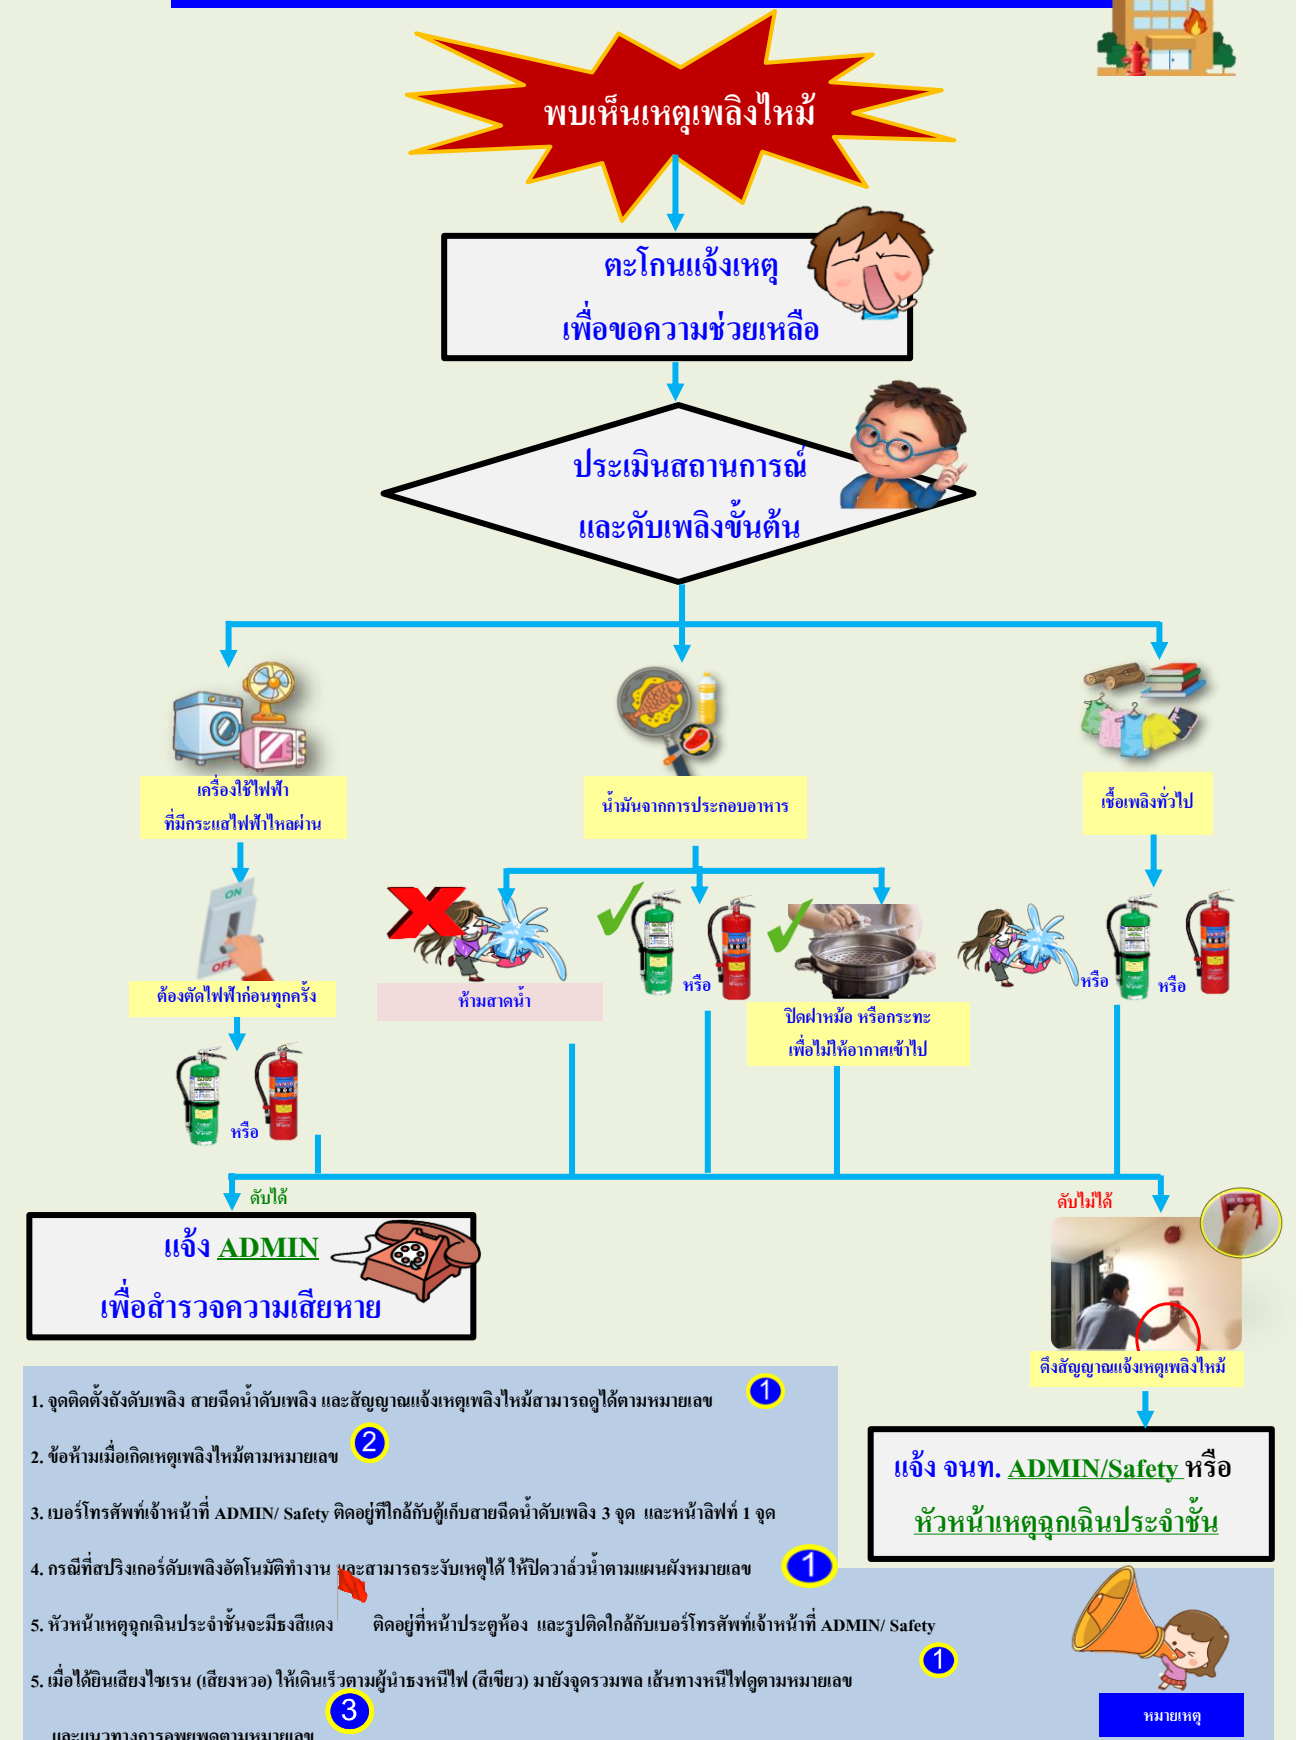 พบเห็นเหตุเพลิงไหม้
ตะโกนแจ้งเหตุ
เพื่อขอความช่วยเหลือ
ประเมินสถานการณ์
และดับเพลิงขั้นต้น
เครื่องใช้ไฟฟ้า
ที่มีกระแสไฟฟ้าไหลผ่าน
น้ำมันจากการประกอบอาหาร
เชื้อเพลิงทั่วไป
ON
OFF
ต้องตัดไฟฟ้าก่อนทุกครั้ง
หรือ
ห้ามสาดน้ำ
หรือ
ปิดฝาหม้อ หรือกระทะ
เพื่อไม่ให้อากาศเข้าไป
หรือ
หรือ
ดับได้
ดับไม่ได้
แจ้ง ADMIN
เพื่อสำรวจความเสียหาย
ดึงสัญญาณแจ้งเหตุเพลิงไหม้
แจ้ง จนท. ADMIN/Safety หรือ
หัวหน้าเหตุฉุกเฉินประจำชั้น
1. จุดติดตั้งถังดับเพลิง สายฉีดน้ำดับเพลิง และสัญญาณแจ้งเหตุเพลิงไหม้สามารถดูได้ตามหมายเลข 1
2. ข้อห้ามเมื่อเกิดเหตุเพลิงไหม้ตามหมายเลข 2
3. เบอร์โทรศัพท์เจ้าหน้าที่ ADMIN/ Safety ติดอยู่ที่ใกล้กับตู้เก็บสายฉีดน้ำดับเพลิง 3 จุด และหน้าลิฟท์ 1 จุด
4. กรณีที่สปริงเกอร์ดับเพลิงอัตโนมัติทำงาน และสามารถระงับเหตุได้ ให้ปิดวาล์วน้ำตามแผนผังหมายเลข 1
5. หัวหน้าเหตุฉุกเฉินประจำชั้นจะมีธงสีแดง ติดอยู่ที่หน้าประตูห้อง และรูปติดใกล้กับเบอร์โทรศัพท์เจ้าหน้าที่ ADMIN/ Safety
5. เมื่อได้ยินเสียงไซเรน (เสียงหวอ) ให้เดินเร็วตามผู้นำธงหนีไฟ (สีเขียว) มายังจุดรวมพล เส้นทางหนีไฟดูตามหมายเลข 1
และแนวทางการอพยพดูตามหมายเลข 3
หมายเหตุ